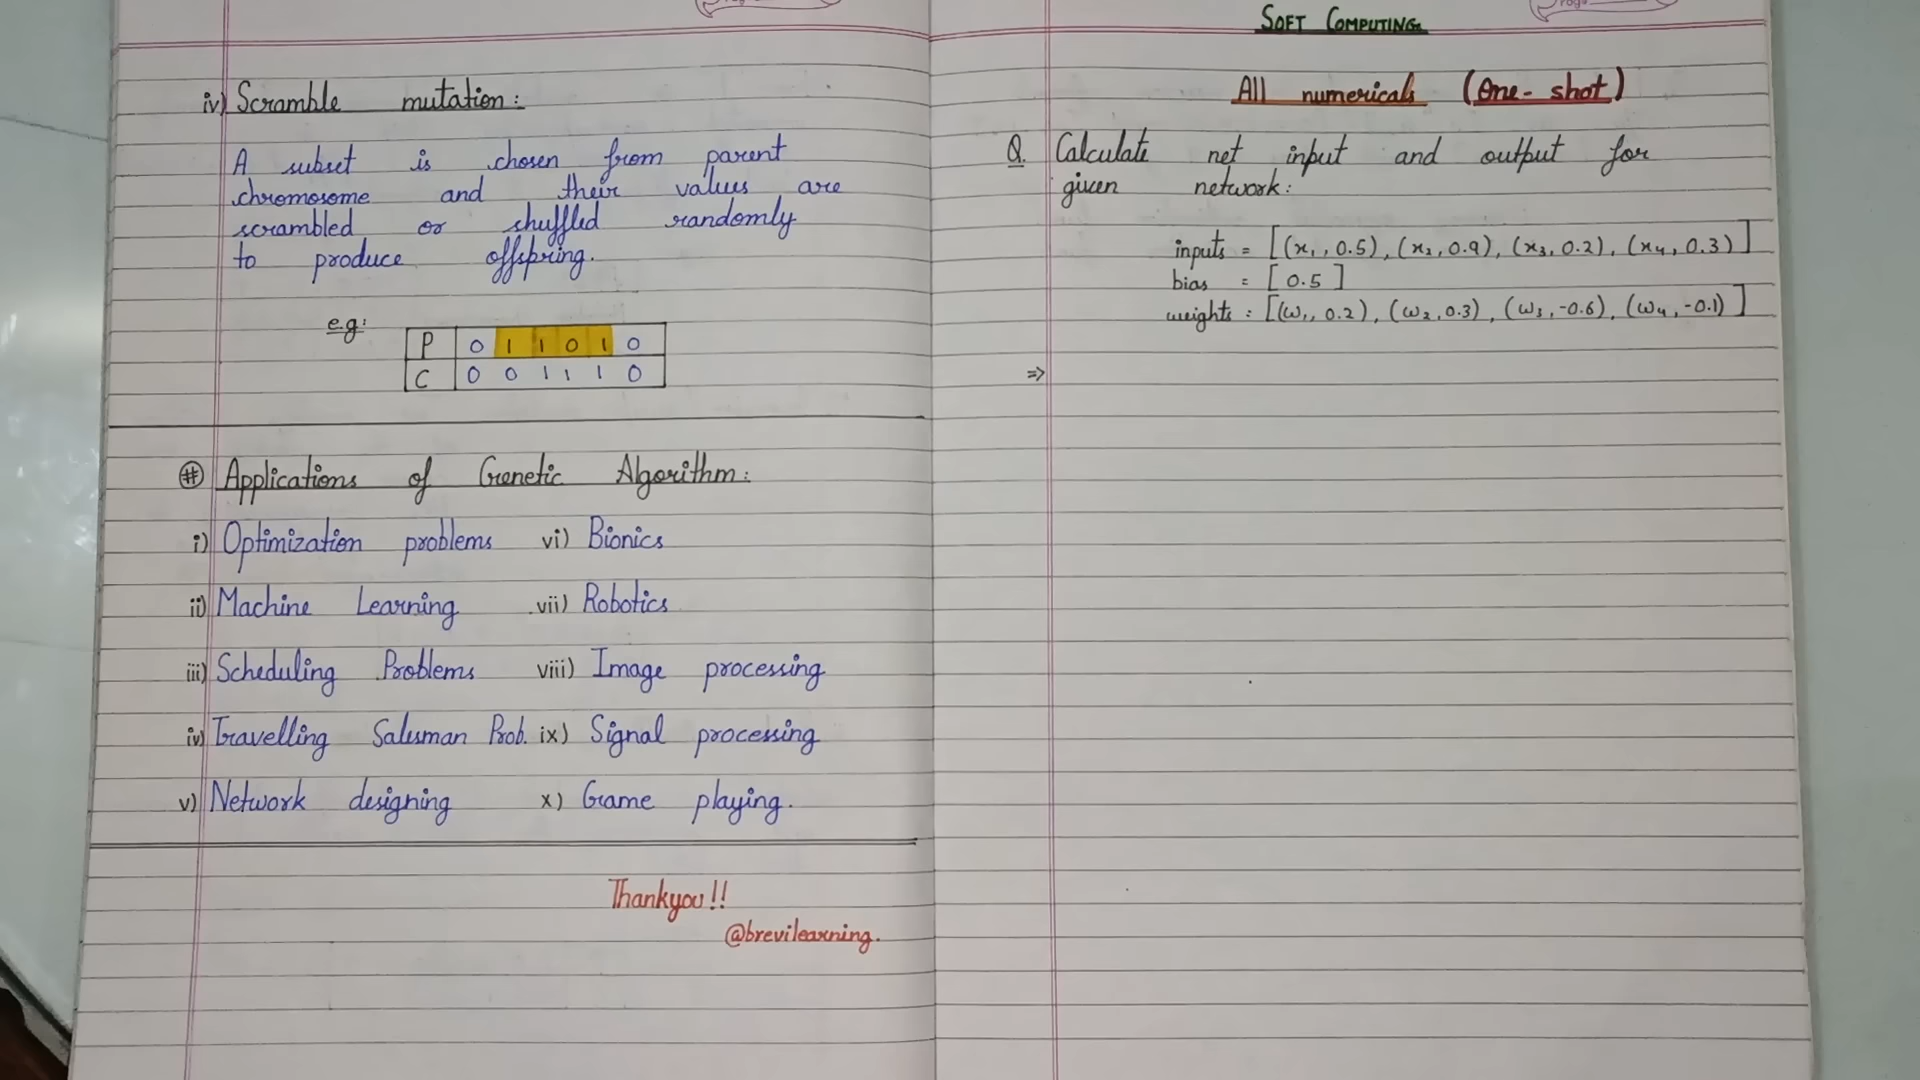 iv) Scramble mutation:
A subset is chosen from parent
chromosome and their values are
scrambled or shuffled randomly
to produce offspring.
e.g:
P 0 1 1 0 1 0
C 0 0 1 1 1 0
# Applications of Genetic Algorithm:
i) Optimization problems vi) Bionics
ii) Machine Learning vii) Robotics
iii) Scheduling Problems viii) Image processing
iv) Travelling Salesman Prob. ix) Signal processing
v) Network designing x) Game playing.
Thankyou!!
@brevilearning.
SOFT COMPUTING
All numericals (One-shot)
Q. Calculate net input and output for
given network:
inputs = [(x₁, 0.5), (x₂, 0.9), (x₃, 0.2), (x₄, 0.3)]
bias = [0.5]
weights = [(ω₁, 0.2), (ω₂, 0.3), (ω₃, -0.6), (ω₄, -0.1)]
⇒